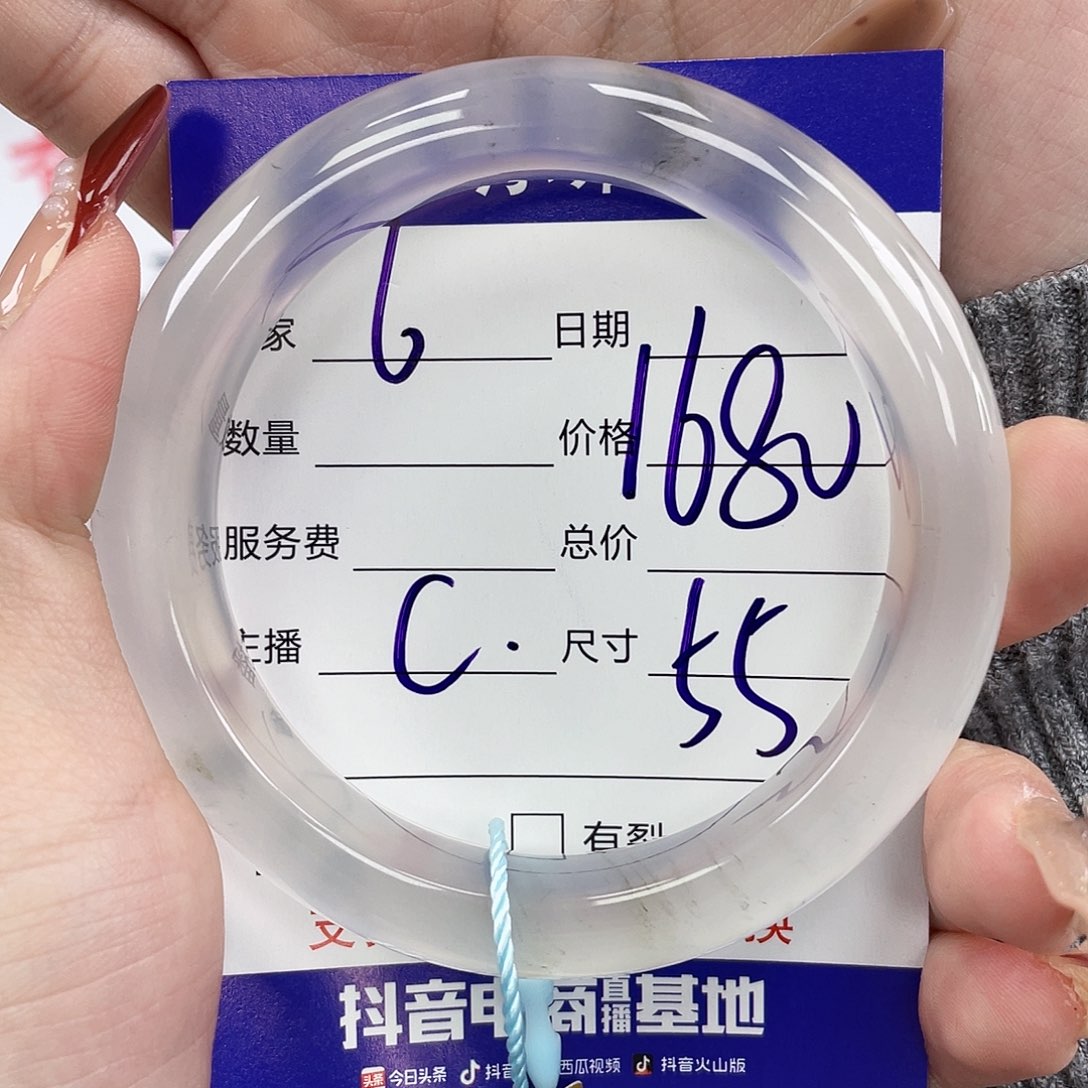 家 6 日期
数量 价格 1680
服务费 总价
主播 C. 尺寸 55
有裂
抖音电商直播基地
今日头条 抖音 西瓜视频 抖音火山版